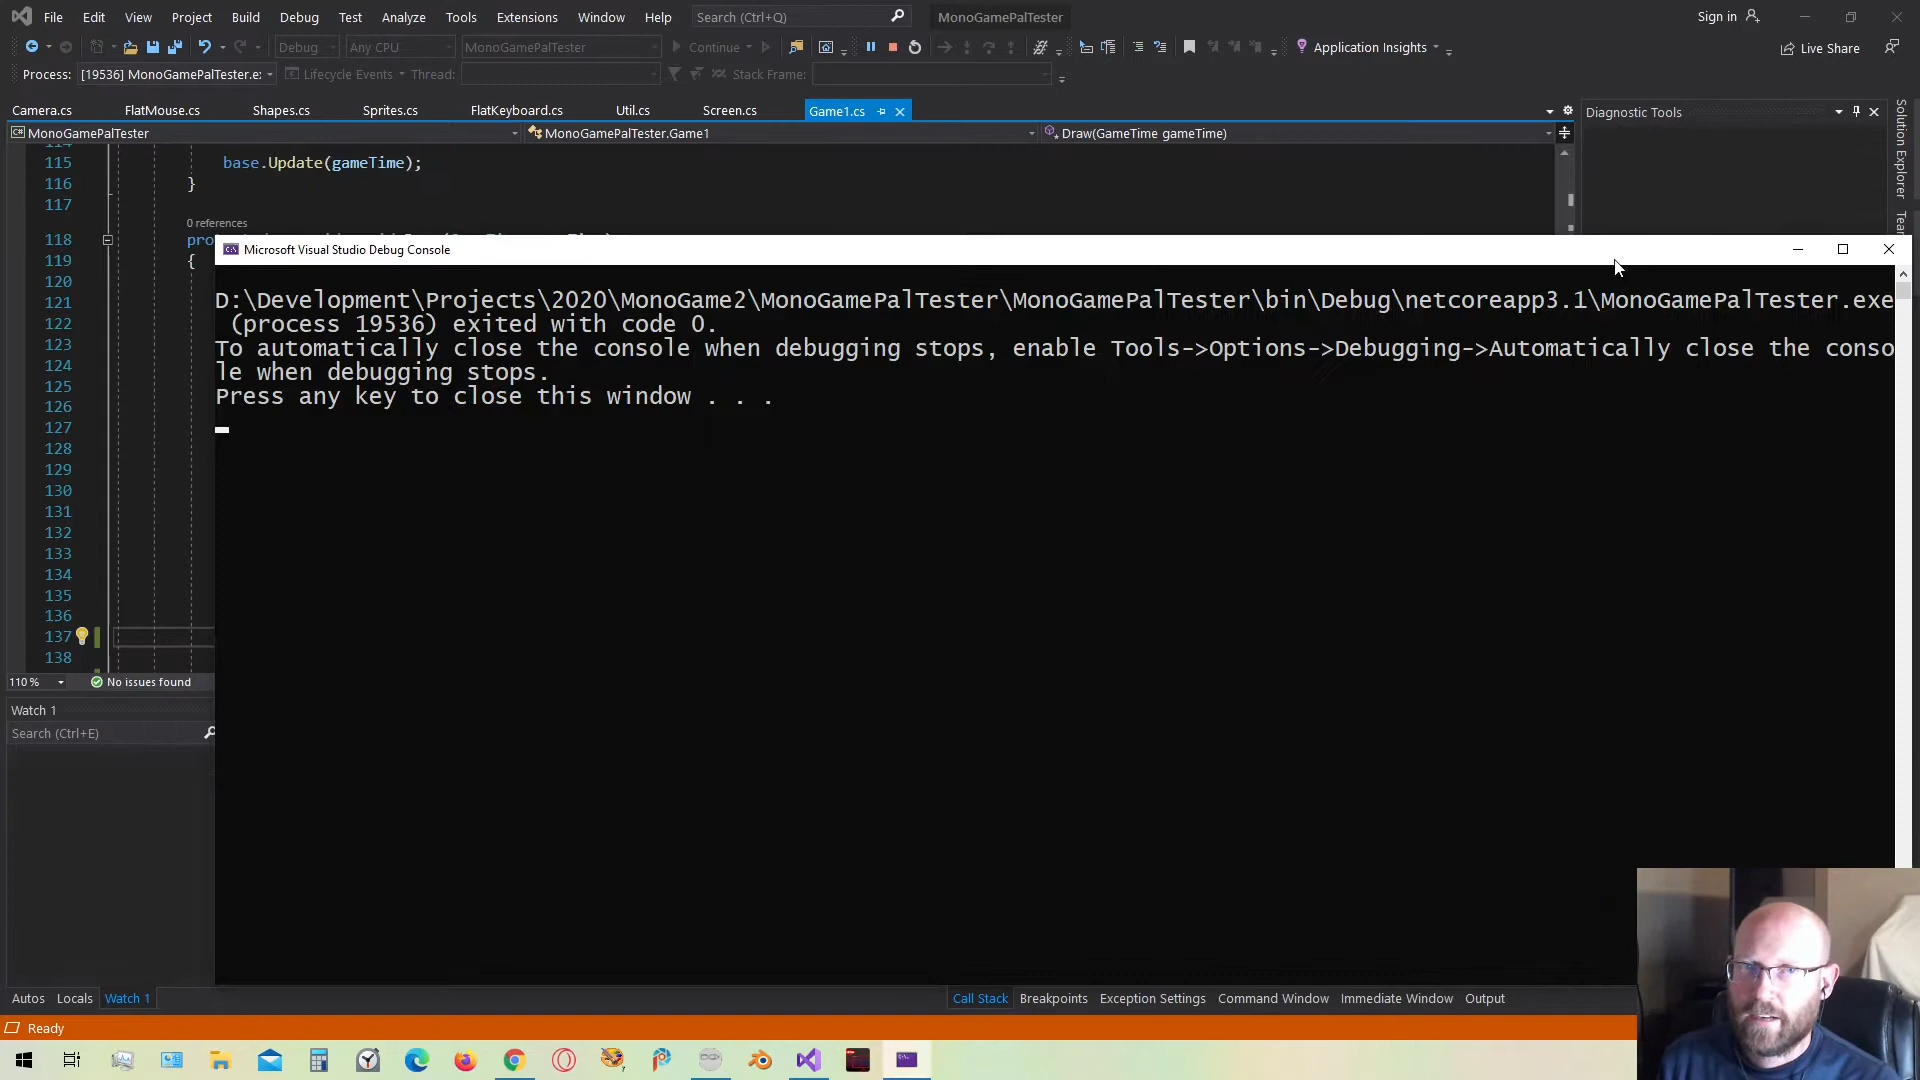 File Edit View Project Build Debug Test Analyze Tools Extensions Window Help Search (Ctrl+Q) MonoGamePalTester Sign in
Debug Any CPU MonoGamePalTester Continue Application Insights Live Share
Process: [19536] MonoGamePalTester.e: Lifecycle Events Thread: Stack Frame:
Camera.cs FlatMouse.cs Shapes.cs Sprites.cs FlatKeyboard.cs Util.cs Screen.cs Game1.cs Diagnostic Tools
MonoGamePalTester MonoGamePalTester.Game1 Draw(GameTime gameTime)
Solution Explorer
115 base.Update(gameTime);
116 }
117
0 references
118
119 {
120
121
122
123
124
125
126
127
128
129
130
131
132
133
134
135
136
137
138
Microsoft Visual Studio Debug Console
D:\Development\Projects\2020\MonoGame2\MonoGamePalTester\MonoGamePalTester\bin\Debug\netcoreapp3.1\MonoGamePalTester.exe
(process 19536) exited with code 0.
To automatically close the console when debugging stops, enable Tools->Options->Debugging->Automatically close the conso
le when debugging stops.
Press any key to close this window . . .
110 % No issues found
Watch 1
Search (Ctrl+E)
Autos Locals Watch 1 Call Stack Breakpoints Exception Settings Command Window Immediate Window Output
Ready